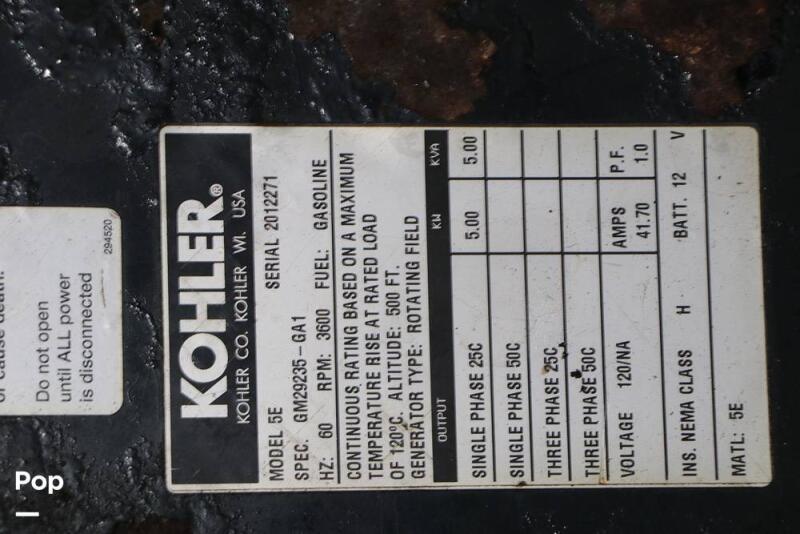 or cause death.
Do not open
until ALL power
is disconnected
294520
KOHLER®
KOHLER CO. KOHLER WI. USA
MODEL 5E SERIAL 2012271
SPEC. GM29235-GA1
HZ: 60 RPM: 3600 FUEL: GASOLINE
CONTINUOUS RATING BASED ON A MAXIMUM
TEMPERATURE RISE AT RATED LOAD
OF 120ºC. ALTITUDE: 500 FT.
GENERATOR TYPE: ROTATING FIELD
OUTPUT KW KVA
SINGLE PHASE 25C 5.00 5.00
SINGLE PHASE 50C
THREE PHASE 25C
THREE PHASE 50C
VOLTAGE 120/NA AMPS 41.70 P.F. 1.0
INS. NEMA CLASS H BATT. 12 V
MATL: 5E
Pop